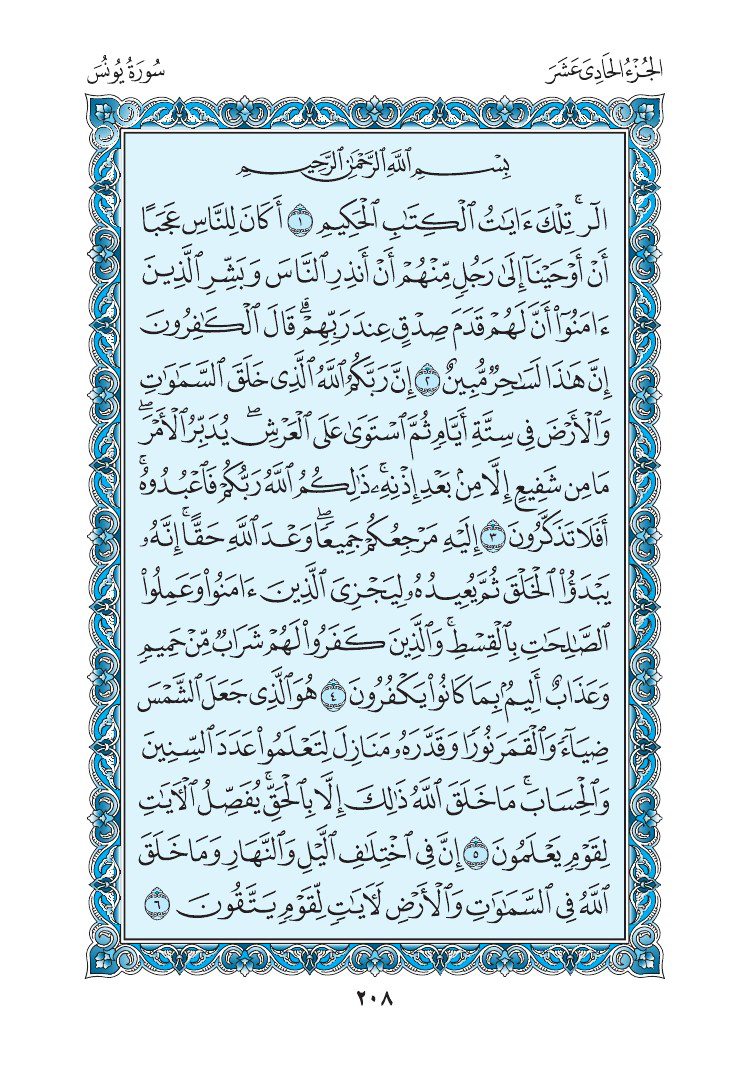 الجُزْءُ الحَادِىَ عَشَرَ
سُورَةُ يُونُسَ
بِسْمِ ٱللَّهِ ٱلرَّحْمَٰنِ ٱلرَّحِيمِ
الٓرۚ تِلْكَ ءَايَٰتُ ٱلْكِتَٰبِ ٱلْحَكِيمِ ١ أَكَانَ لِلنَّاسِ عَجَبًا
أَنْ أَوْحَيْنَآ إِلَىٰ رَجُلٍ مِّنْهُمْ أَنْ أَنذِرِ ٱلنَّاسَ وَبَشِّرِ ٱلَّذِينَ
ءَامَنُوٓا۟ أَنَّ لَهُمْ قَدَمَ صِدْقٍ عِندَ رَبِّهِمْۗ قَالَ ٱلْكَٰفِرُونَ
إِنَّ هَٰذَا لَسَٰحِرٌ مُّبِينٌ ٢ إِنَّ رَبَّكُمُ ٱللَّهُ ٱلَّذِى خَلَقَ ٱلسَّمَٰوَٰتِ
وَٱلْأَرْضَ فِى سِتَّةِ أَيَّامٍ ثُمَّ ٱسْتَوَىٰ عَلَى ٱلْعَرْشِۖ يُدَبِّرُ ٱلْأَمْرَۖ
مَا مِن شَفِيعٍ إِلَّا مِنۢ بَعْدِ إِذْنِهِۦۚ ذَٰلِكُمُ ٱللَّهُ رَبُّكُمْ فَٱعْبُدُوهُۚ
أَفَلَا تَذَكَّرُونَ ٣ إِلَيْهِ مَرْجِعُكُمْ جَمِيعًاۖ وَعْدَ ٱللَّهِ حَقًّاۚ إِنَّهُۥ
يَبْدَؤُا۟ ٱلْخَلْقَ ثُمَّ يُعِيدُهُۥ لِيَجْزِىَ ٱلَّذِينَ ءَامَنُوا۟ وَعَمِلُوا۟
ٱلصَّٰلِحَٰتِ بِٱلْقِسْطِۚ وَٱلَّذِينَ كَفَرُوا۟ لَهُمْ شَرَابٌ مِّنْ حَمِيمٍ
وَعَذَابٌ أَلِيمٌۢ بِمَا كَانُوا۟ يَكْفُرُونَ ٤ هُوَ ٱلَّذِى جَعَلَ ٱلشَّمْسَ
ضِيَآءً وَٱلْقَمَرَ نُورًا وَقَدَّرَهُۥ مَنَازِلَ لِتَعْلَمُوا۟ عَدَدَ ٱلسِّنِينَ
وَٱلْحِسَابَۚ مَا خَلَقَ ٱللَّهُ ذَٰلِكَ إِلَّا بِٱلْحَقِّۚ يُفَصِّلُ ٱلْءَايَٰتِ
لِقَوْمٍ يَعْلَمُونَ ٥ إِنَّ فِى ٱخْتِلَٰفِ ٱلَّيْلِ وَٱلنَّهَارِ وَمَا خَلَقَ
ٱللَّهُ فِى ٱلسَّمَٰوَٰتِ وَٱلْأَرْضِ لَءَايَٰتٍ لِّقَوْمٍ يَتَّقُونَ ٦
٢٠٨